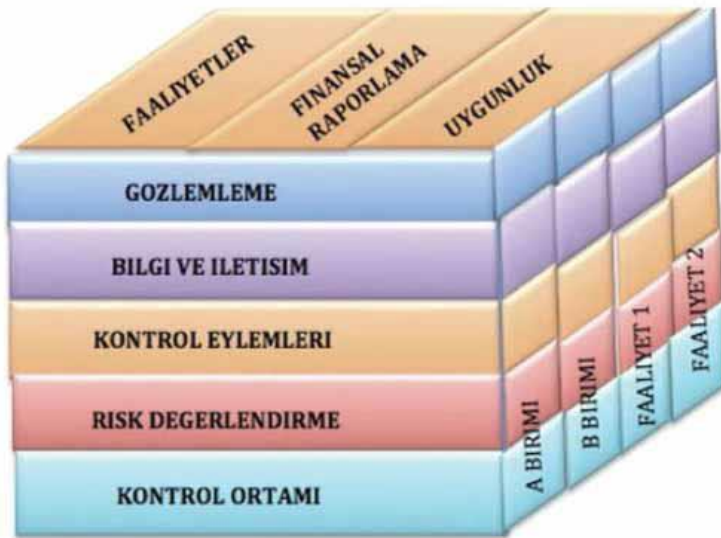 FAALIYETLER
FINANSAL
RAPORLAMA
UYGUNLUK
GOZLEMLEME
BILGI VE ILETISIM
KONTROL EYLEMLERI
RISK DEGERLENDIRME
KONTROL ORTAMI
A BIRIMI
B BIRIMI
FAALIYET 1
FAALIYET 2